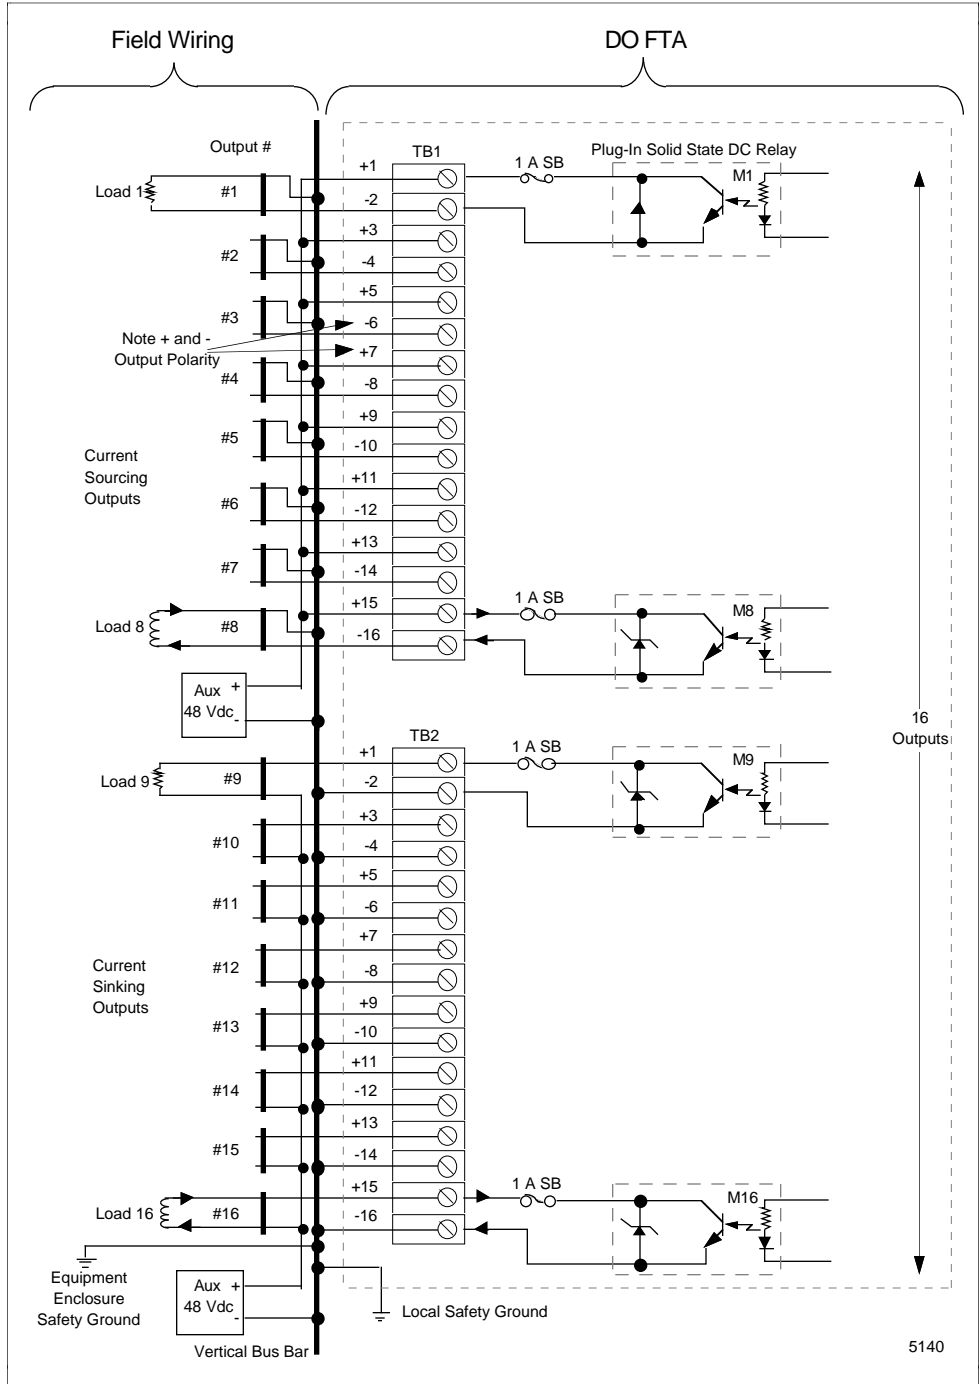 Field Wiring
DO FTA
Output #
TB1
1 A SB
Plug-In Solid State DC Relay
M1
Load 1
#1
+1
-2
#2
+3
-4
#3
+5
-6
Note + and -
Output Polarity
+7
#4
-8
+9
#5
-10
Current
Sourcing
Outputs
+11
#6
-12
+13
#7
-14
+15
1 A SB
M8
Load 8
#8
-16
Aux +
48 Vdc
-
16
Outputs
TB2
1 A SB
M9
+1
Load 9
#9
-2
+3
#10
-4
+5
#11
-6
+7
Current
Sinking
Outputs
#12
-8
+9
#13
-10
+11
#14
-12
+13
#15
-14
+15
1 A SB
M16
Load 16
#16
-16
Equipment
Enclosure
Safety Ground
Aux +
48 Vdc
-
Local Safety Ground
Vertical Bus Bar
5140